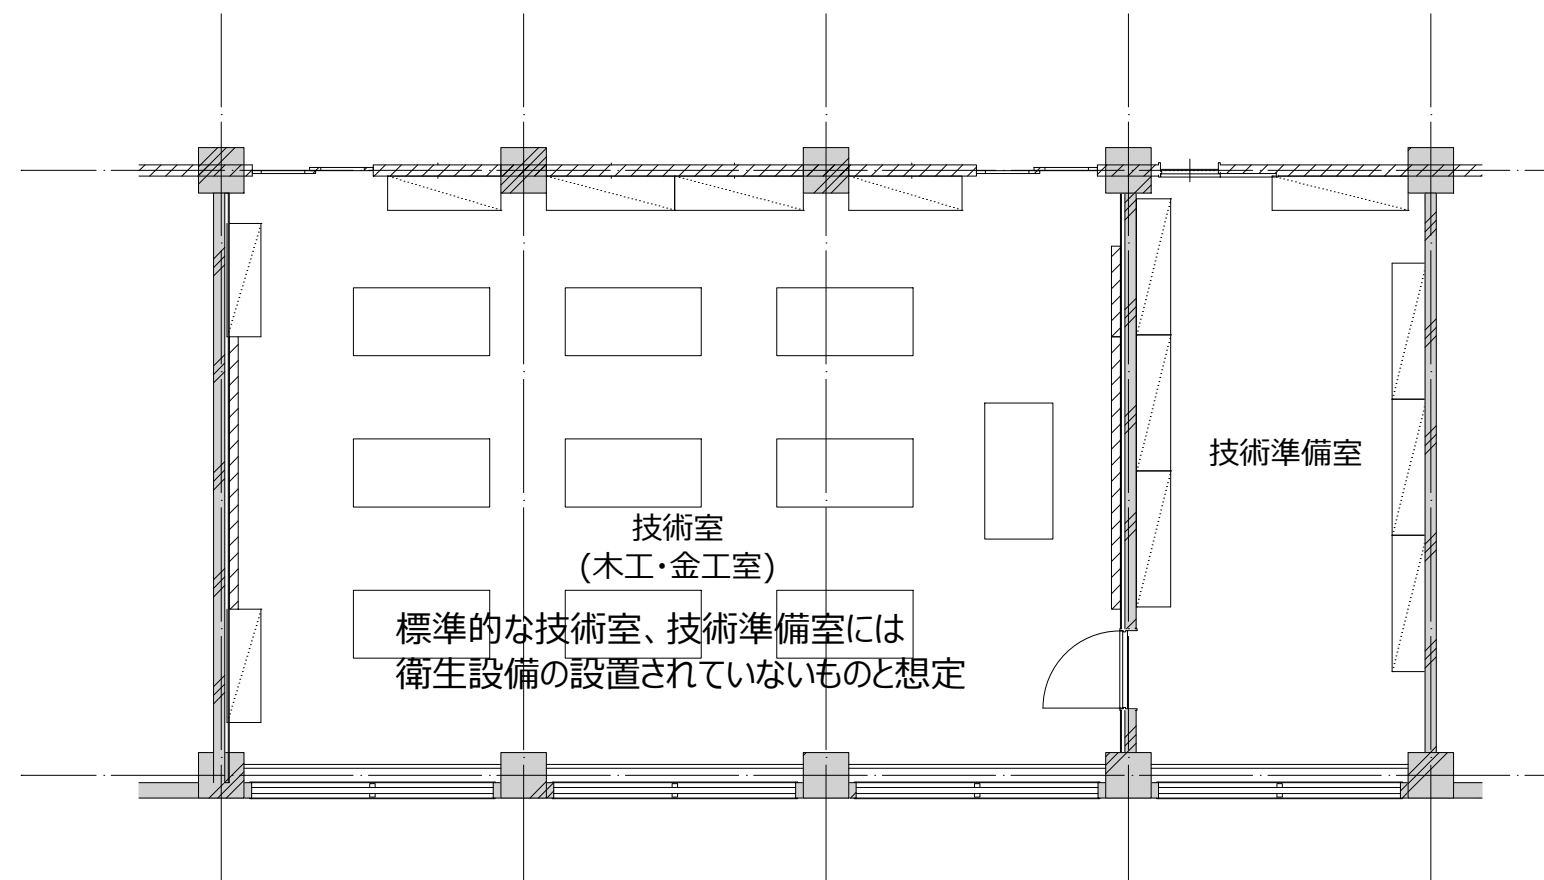 技術準備室
技術室
(木工・金工室)
標準的な技術室、技術準備室には
衛生設備の設置されていないものと想定